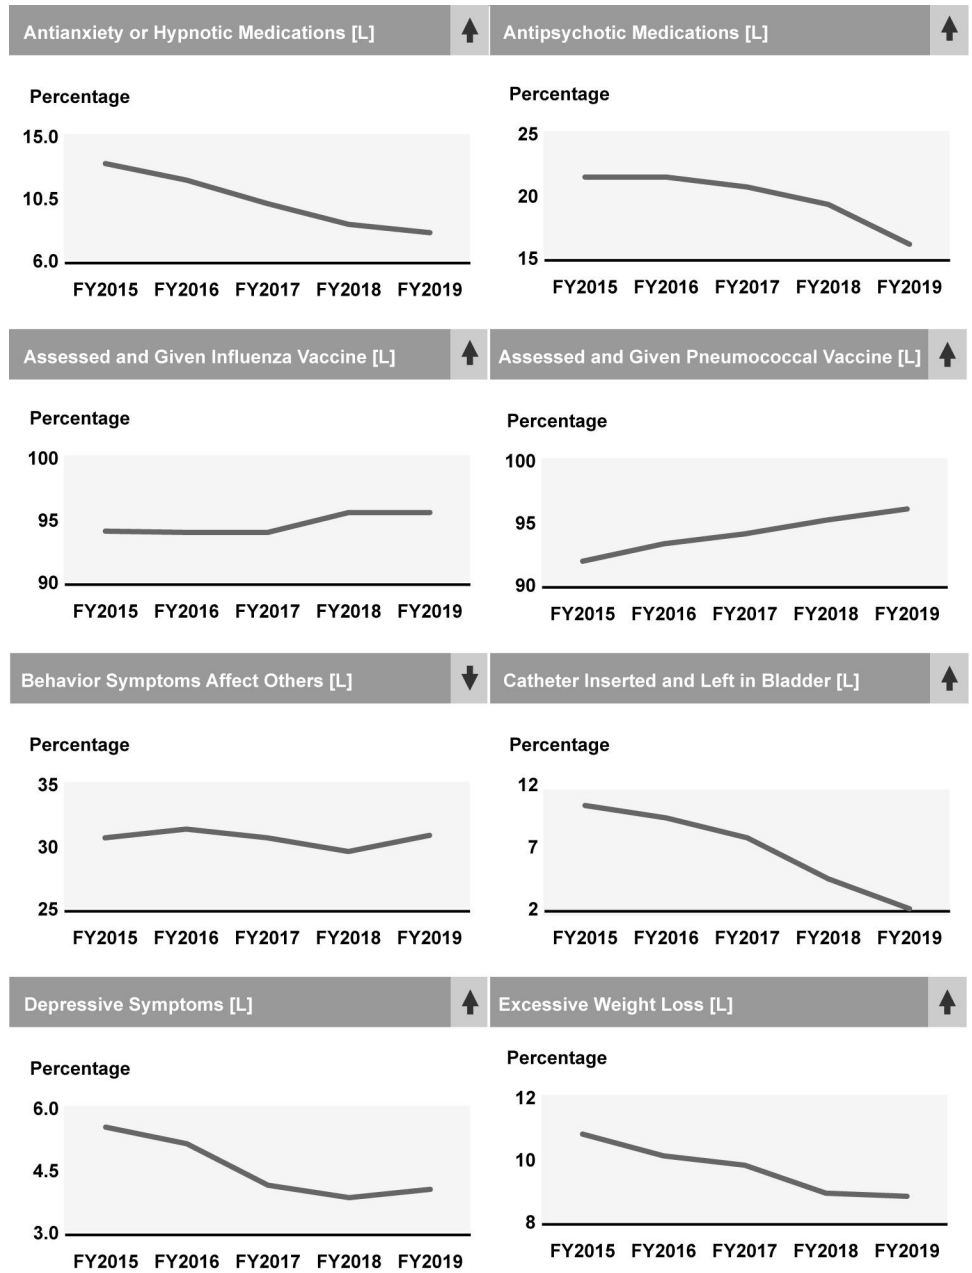 Antianxiety or Hypnotic Medications [L]
Percentage
15.0
10.5
6.0
FY2015 FY2016 FY2017 FY2018 FY2019
Antipsychotic Medications [L]
Percentage
25
20
15
FY2015 FY2016 FY2017 FY2018 FY2019
Assessed and Given Influenza Vaccine [L]
Percentage
100
95
90
FY2015 FY2016 FY2017 FY2018 FY2019
Assessed and Given Pneumococcal Vaccine [L]
Percentage
100
95
90
FY2015 FY2016 FY2017 FY2018 FY2019
Behavior Symptoms Affect Others [L]
Percentage
35
30
25
FY2015 FY2016 FY2017 FY2018 FY2019
Catheter Inserted and Left in Bladder [L]
Percentage
12
7
2
FY2015 FY2016 FY2017 FY2018 FY2019
Depressive Symptoms [L]
Percentage
6.0
4.5
3.0
FY2015 FY2016 FY2017 FY2018 FY2019
Excessive Weight Loss [L]
Percentage
12
10
8
FY2015 FY2016 FY2017 FY2018 FY2019